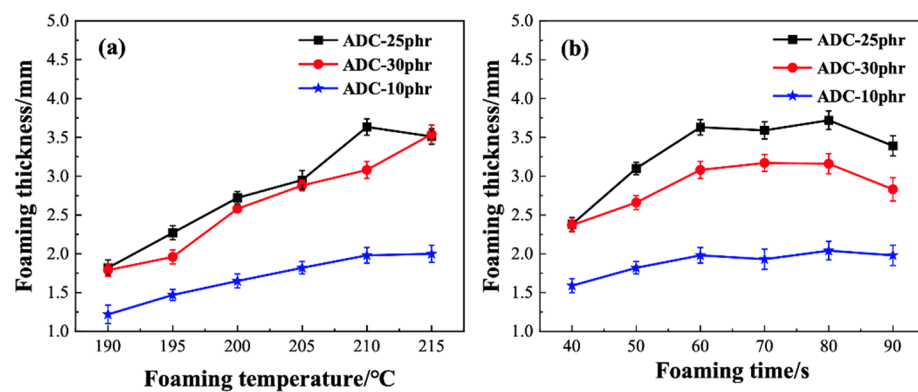 (a)
ADC-25phr
ADC-30phr
ADC-10phr
Foaming thickness/mm
5.0
4.5
4.0
3.5
3.0
2.5
2.0
1.5
1.0
190 195 200 205 210 215
Foaming temperature/°C
(b)
ADC-25phr
ADC-30phr
ADC-10phr
Foaming thickness/mm
5.0
4.5
4.0
3.5
3.0
2.5
2.0
1.5
1.0
40 50 60 70 80 90
Foaming time/s